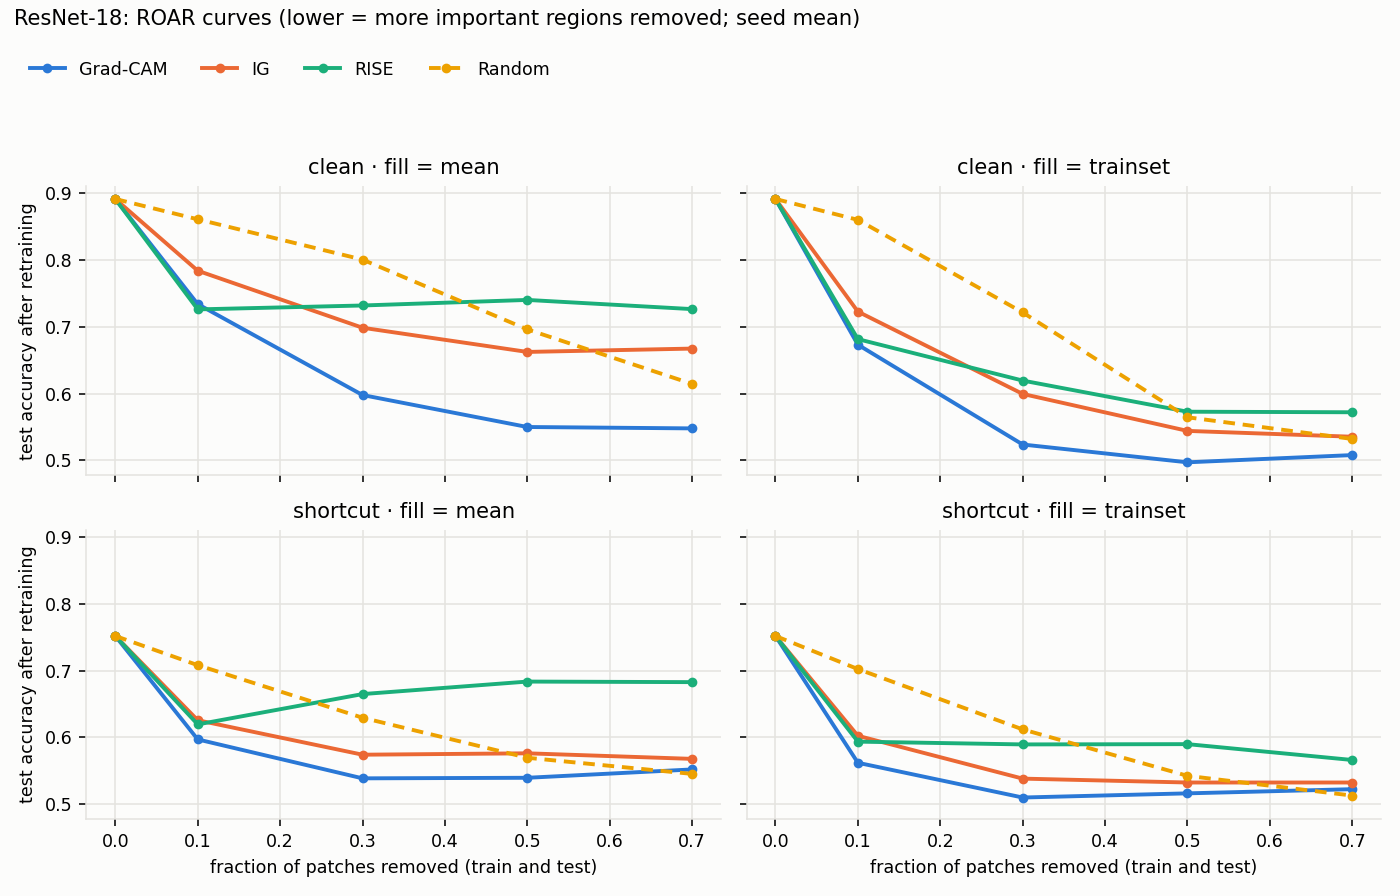 ResNet-18: ROAR curves (lower = more important regions removed; seed mean)
Grad-CAM IG RISE Random
clean · fill = mean
clean · fill = trainset
0.9
0.8
0.7
0.6
0.5
test accuracy after retraining
shortcut · fill = mean
shortcut · fill = trainset
0.9
0.8
0.7
0.6
0.5
test accuracy after retraining
0.0 0.1 0.2 0.3 0.4 0.5 0.6 0.7
fraction of patches removed (train and test)
0.0 0.1 0.2 0.3 0.4 0.5 0.6 0.7
fraction of patches removed (train and test)